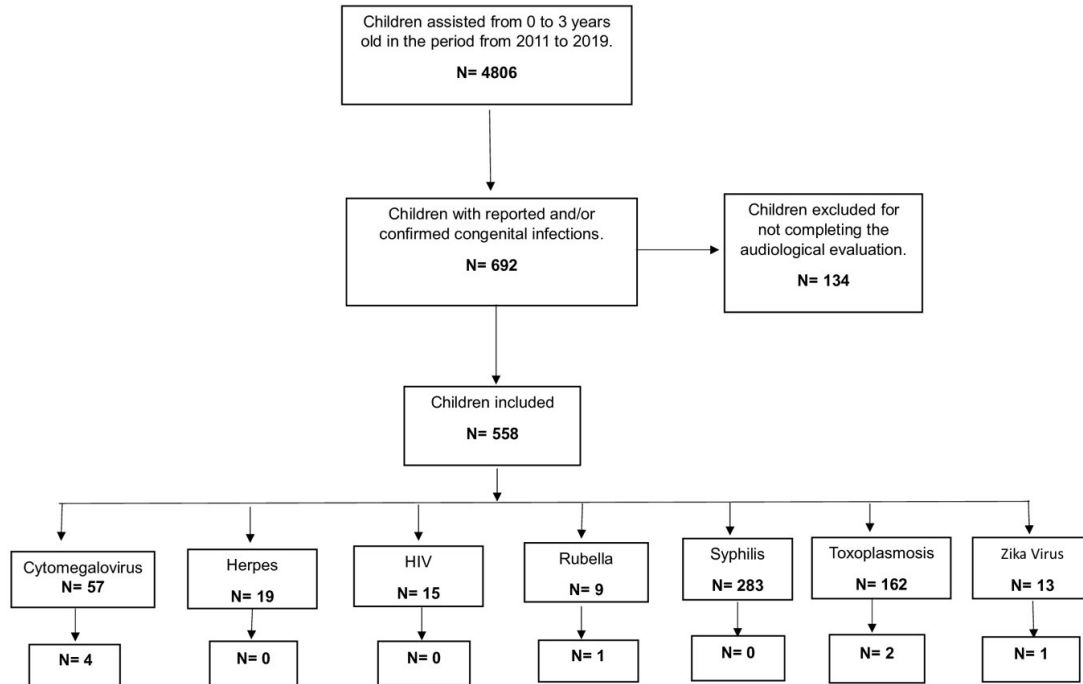 Children assisted from 0 to 3 years
old in the period from 2011 to 2019.
N= 4806
Children with reported and/or
confirmed congenital infections.
N= 692
Children excluded for
not completing the
audiological evaluation.
N= 134
Children included
N= 558
Cytomegalovirus
N= 57
Herpes
N= 19
HIV
N= 15
Rubella
N= 9
Syphilis
N= 283
Toxoplasmosis
N= 162
Zika Virus
N= 13
N= 4
N= 0
N= 0
N= 1
N= 0
N= 2
N= 1